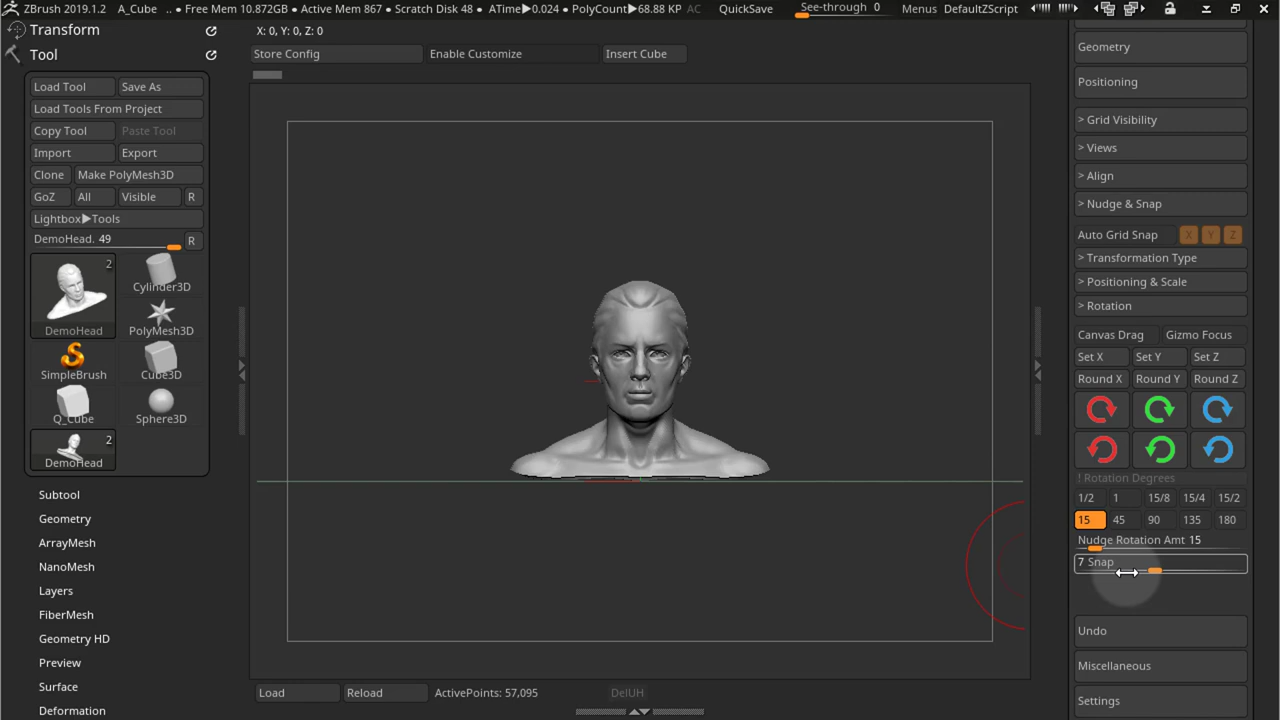 ZBrush 2019.1.2 A_Cube .. • Free Mem 10.872GB • Active Mem 867 • Scratch Disk 48 • ATime▶0.024 • PolyCount▶68.88 KP AC QuickSave See-through 0 Menus DefaultZScript
Transform
Tool
Load Tool Save As
Load Tools From Project
Copy Tool Paste Tool
Import Export
Clone Make PolyMesh3D
GoZ All Visible R
Lightbox▶Tools
DemoHead. 49 R
2
DemoHead
Cylinder3D
PolyMesh3D
SimpleBrush
Cube3D
Q_Cube
Sphere3D
2
DemoHead
Subtool
Geometry
ArrayMesh
NanoMesh
Layers
FiberMesh
Geometry HD
Preview
Surface
Deformation
X: 0, Y: 0, Z: 0
Store Config Enable Customize Insert Cube
Load Reload ActivePoints: 57,095 DelUH
Geometry
Positioning
> Grid Visibility
> Views
> Align
> Nudge & Snap
Auto Grid Snap X Y Z
> Transformation Type
> Positioning & Scale
> Rotation
Canvas Drag Gizmo Focus
Set X Set Y Set Z
Round X Round Y Round Z
! Rotation Degrees
1/2 1 15/8 15/4 15/2
15 45 90 135 180
Nudge Rotation Amt 15
7 Snap
Undo
Miscellaneous
Settings